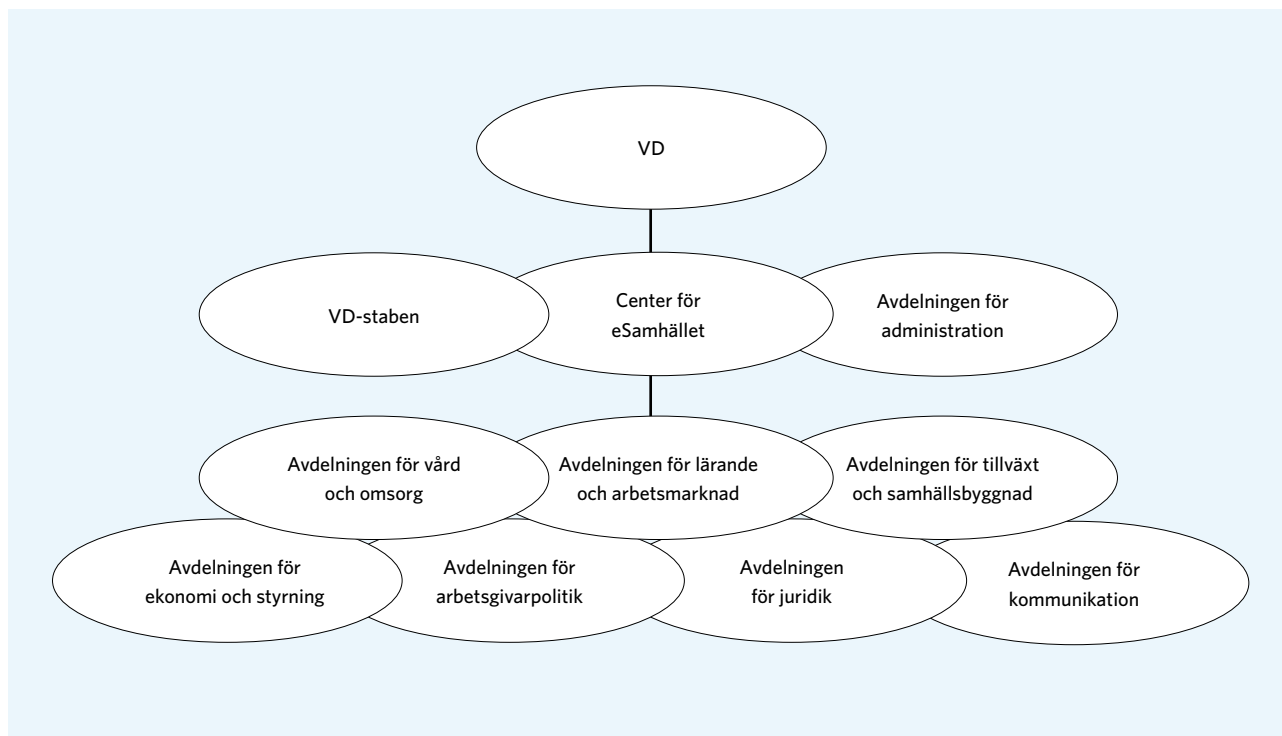 VD
VD-staben
Center för
eSamhället
Avdelningen för
administration
Avdelningen för vård
och omsorg
Avdelningen för lärande
och arbetsmarknad
Avdelningen för tillväxt
och samhällsbyggnad
Avdelningen för
ekonomi och styrning
Avdelningen för
arbetsgivarpolitik
Avdelningen
för juridik
Avdelningen för
kommunikation